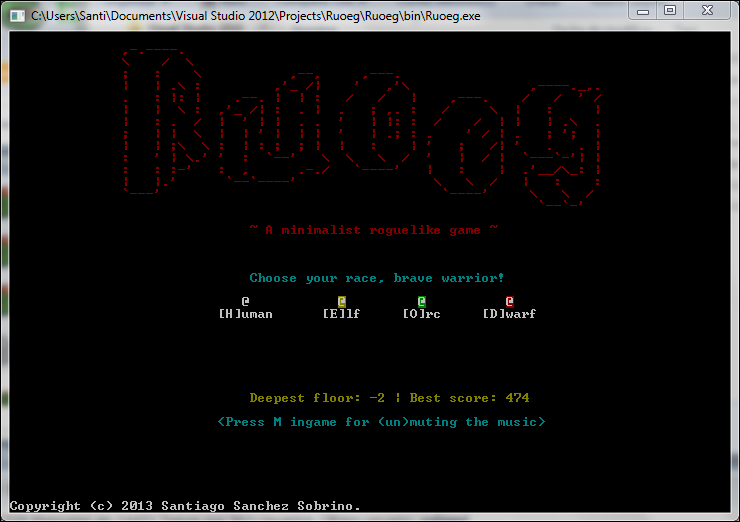 C:\Users\Santi\Documents\Visual Studio 2012\Projects\Ruoeg\Ruoeg\bin\Ruoeg.exe
Ruoeg
~ A minimalist roguelike game ~
Choose your race, brave warrior!
@ @ @ @
[H]uman [E]lf [O]rc [D]warf
Deepest floor: -2 | Best score: 474
<Press M ingame for (un)muting the music>
Copyright (c) 2013 Santiago Sanchez Sobrino.